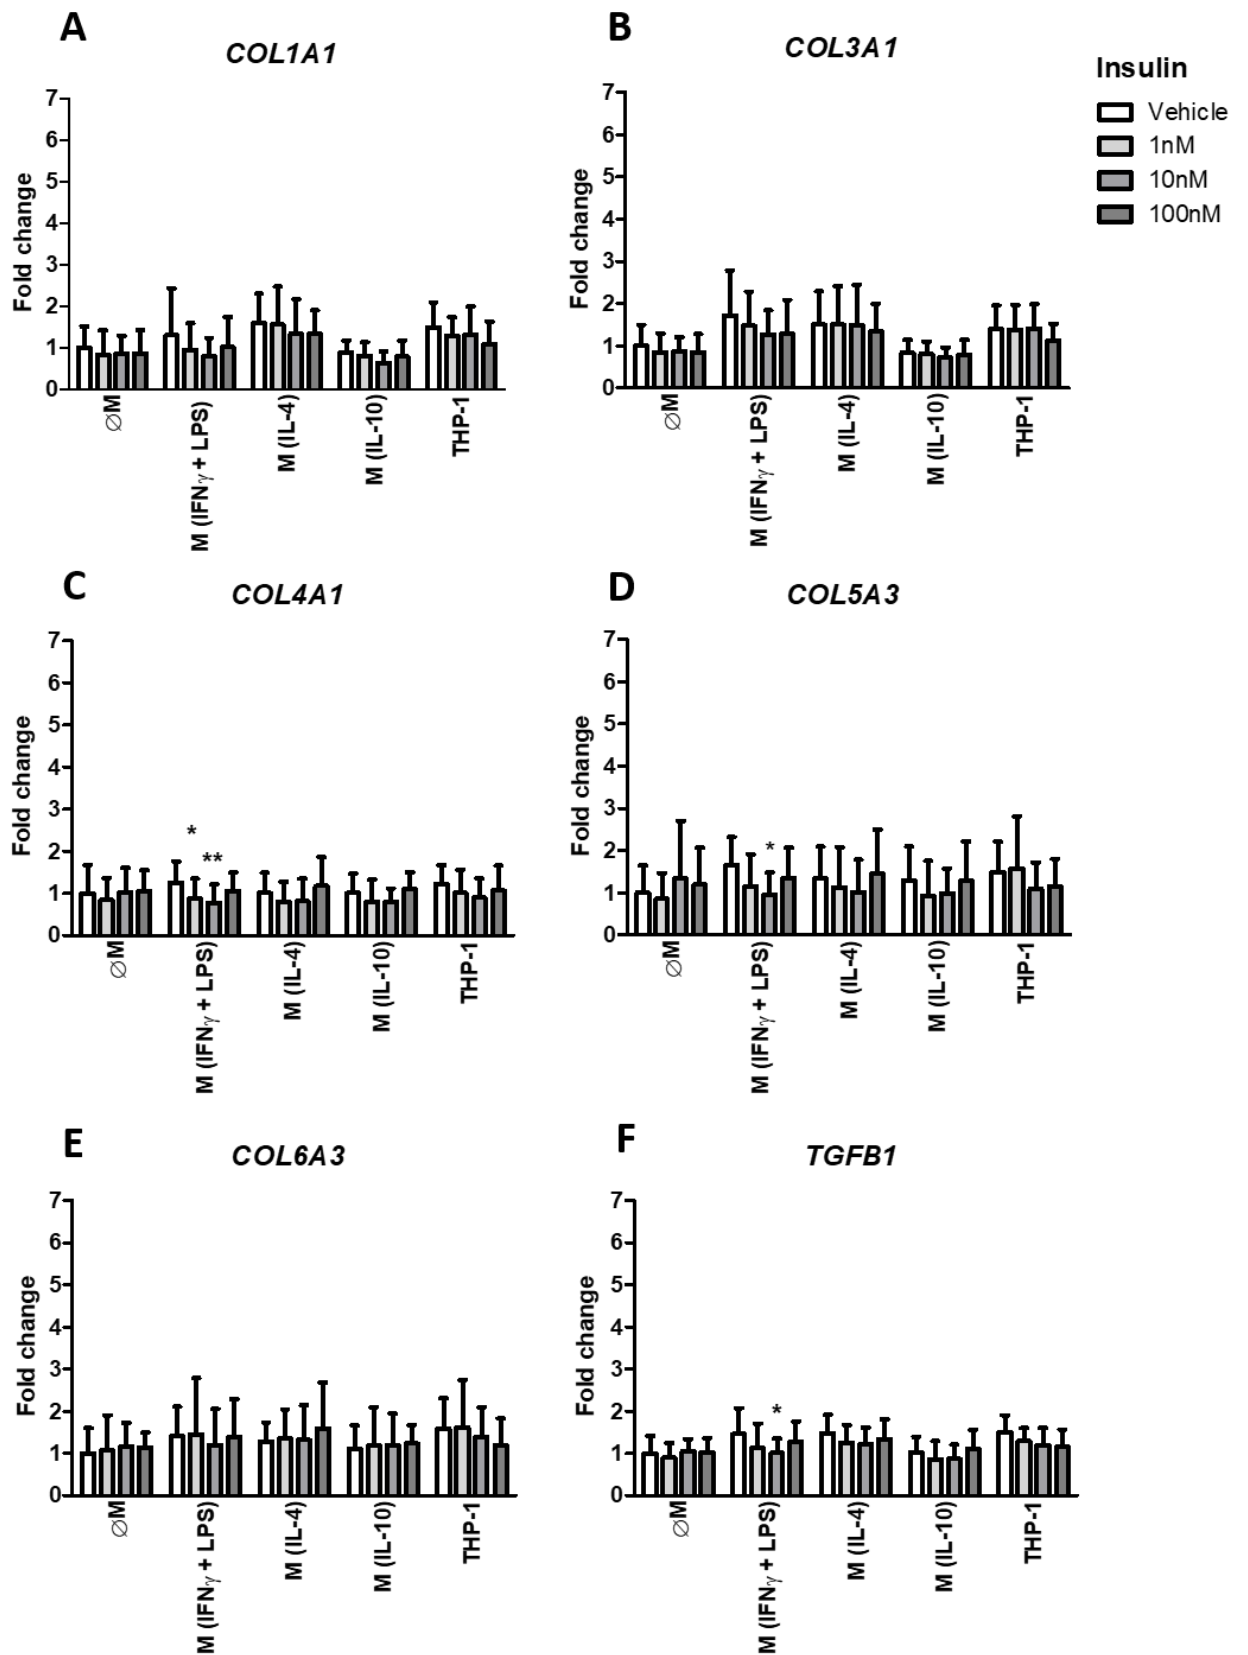 A
COL1A1
Fold change
7
6
5
4
3
2
1
0
∅M
M (IFNγ + LPS)
M (IL-4)
M (IL-10)
THP-1
B
COL3A1
Fold change
7
6
5
4
3
2
1
0
∅M
M (IFNγ + LPS)
M (IL-4)
M (IL-10)
THP-1
Insulin
Vehicle
1nM
10nM
100nM
C
COL4A1
Fold change
7
6
5
4
3
2
1
0
*
**
∅M
M (IFNγ + LPS)
M (IL-4)
M (IL-10)
THP-1
D
COL5A3
Fold change
7
6
5
4
3
2
1
0
*
∅M
M (IFNγ + LPS)
M (IL-4)
M (IL-10)
THP-1
E
COL6A3
Fold change
7
6
5
4
3
2
1
0
∅M
M (IFNγ + LPS)
M (IL-4)
M (IL-10)
THP-1
F
TGFB1
Fold change
7
6
5
4
3
2
1
0
*
∅M
M (IFNγ + LPS)
M (IL-4)
M (IL-10)
THP-1